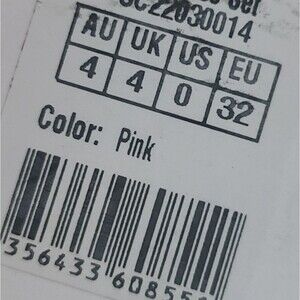 SC22030014
AU UK US EU
4 4 0 32
Color: Pink
356433 60855